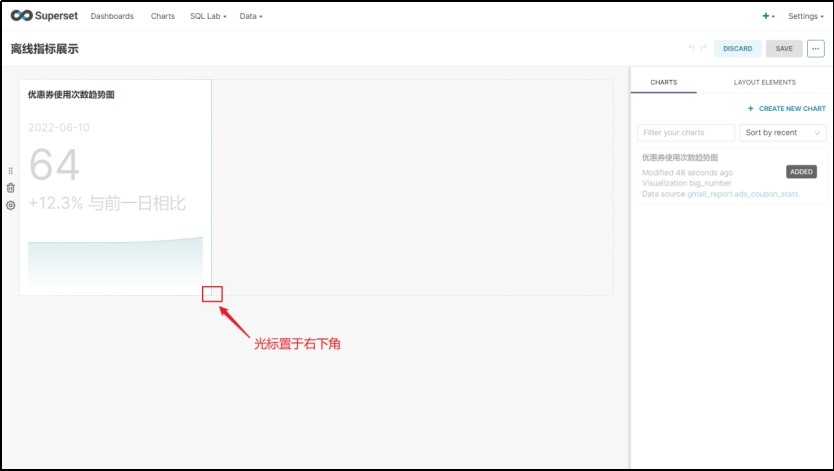 Superset Dashboards Charts SQL Lab Data Settings
离线指标展示 DISCARD SAVE
CHARTS LAYOUT ELEMENTS
+ CREATE NEW CHART
Filter your charts Sort by recent
优惠券使用次数趋势图
2022-06-10
64
+12.3% 与前一日相比
优惠券使用次数趋势图
Modified 48 seconds ago ADDED
Visualization big_number
Data source gmall_report.ads_coupon_stats
光标置于右下角